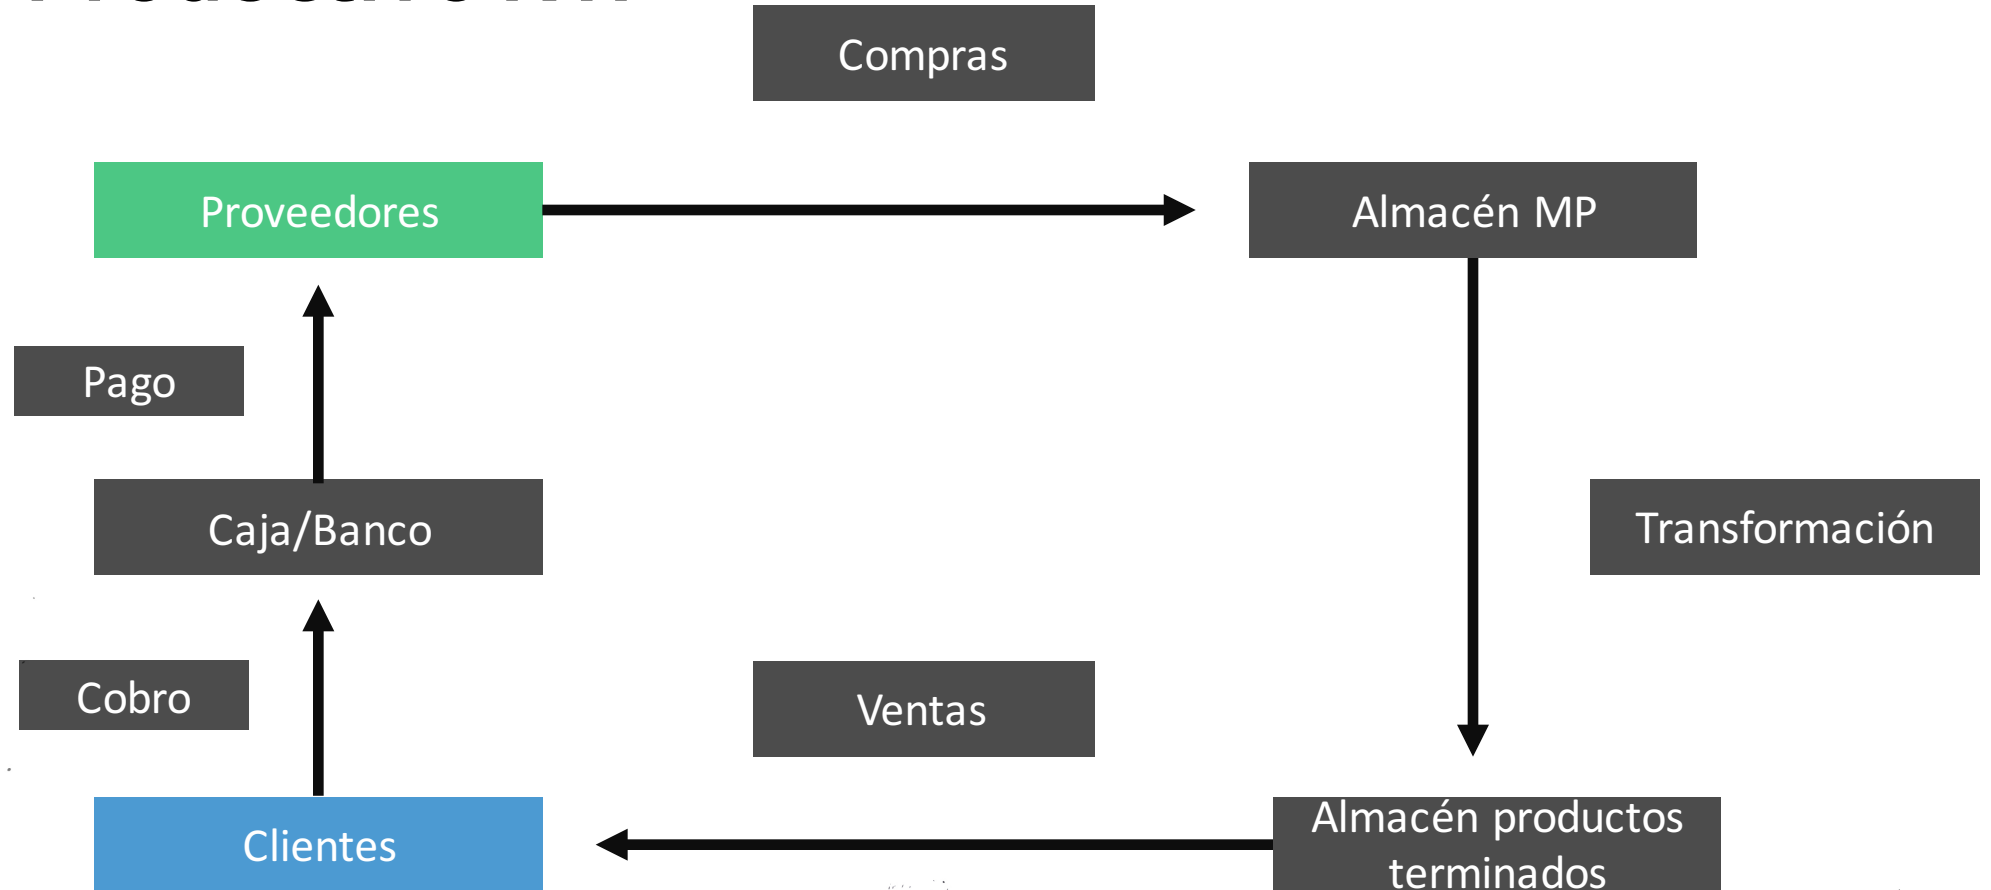 Compras
Proveedores
Almacén MP
Pago
Caja/Banco
Transformación
Cobro
Ventas
Clientes
Almacén productos
terminados